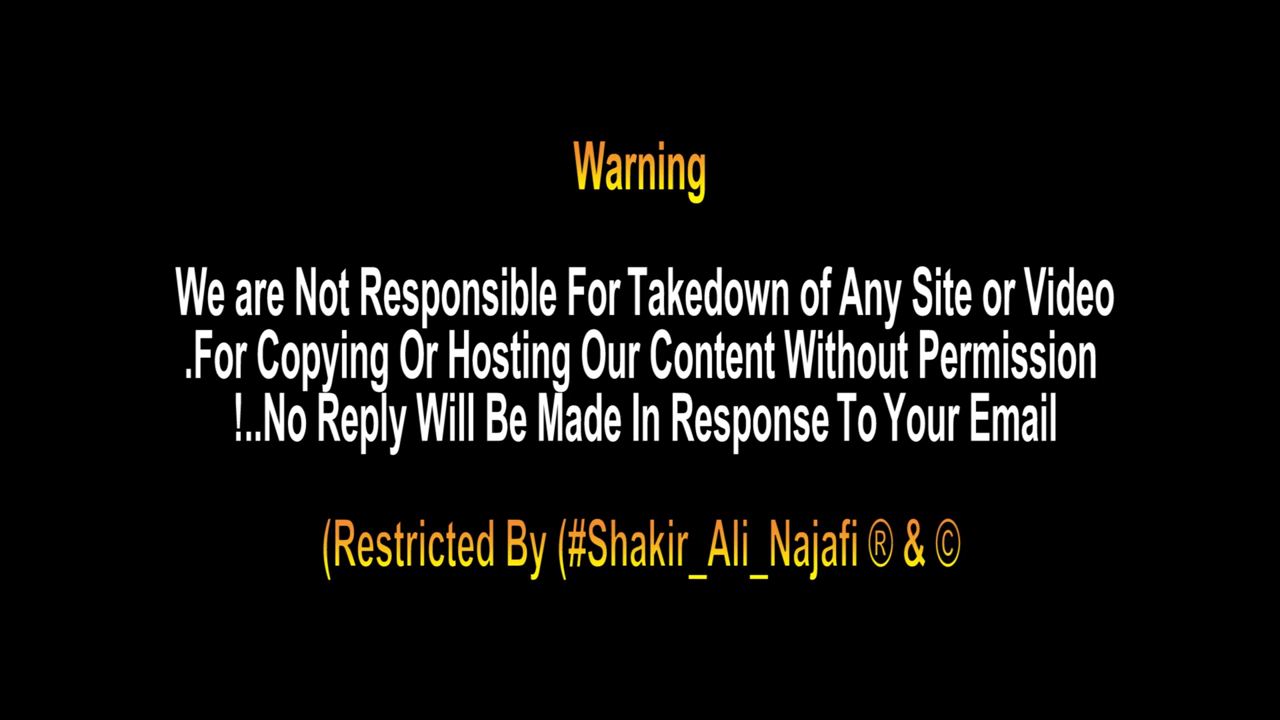 Warning
We are Not Responsible For Takedown of Any Site or Video
.For Copying Or Hosting Our Content Without Permission
!..No Reply Will Be Made In Response To Your Email
(Restricted By (#Shakir_Ali_Najafi ® & ©